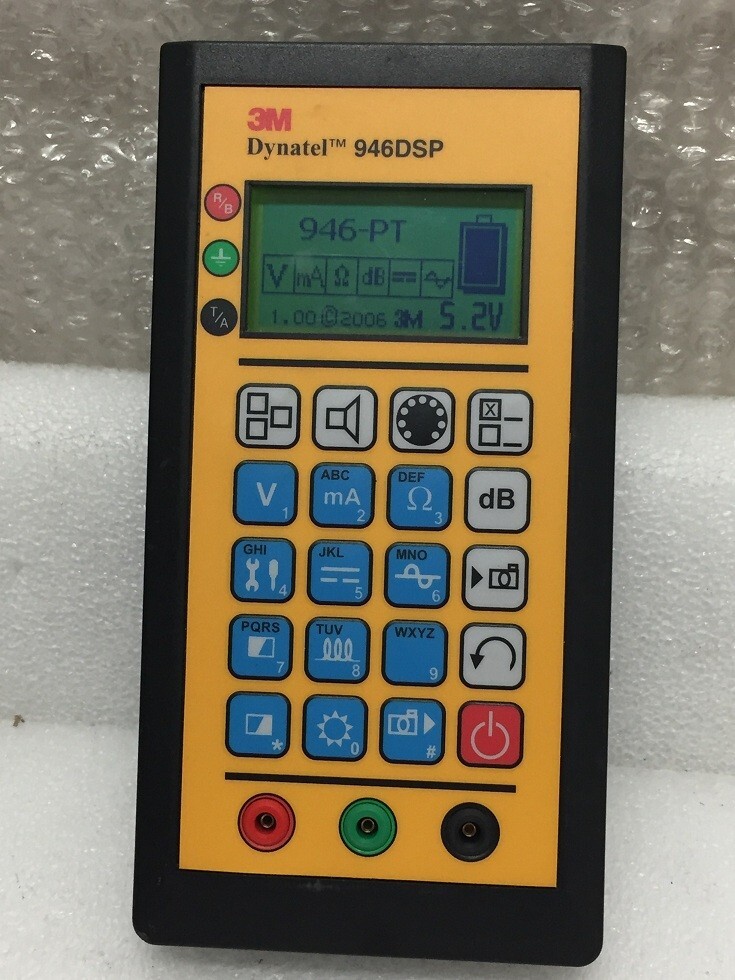 3M
Dynatel™ 946DSP
R/B
T/A
946-PT
V mA Ω dB
1.00©2006 3M 5.2V
X
V 1
ABC mA 2
DEF Ω 3
dB
GHI 4
JKL 5
MNO 6
PQRS 7
TUV 8
WXYZ 9
*
0
#